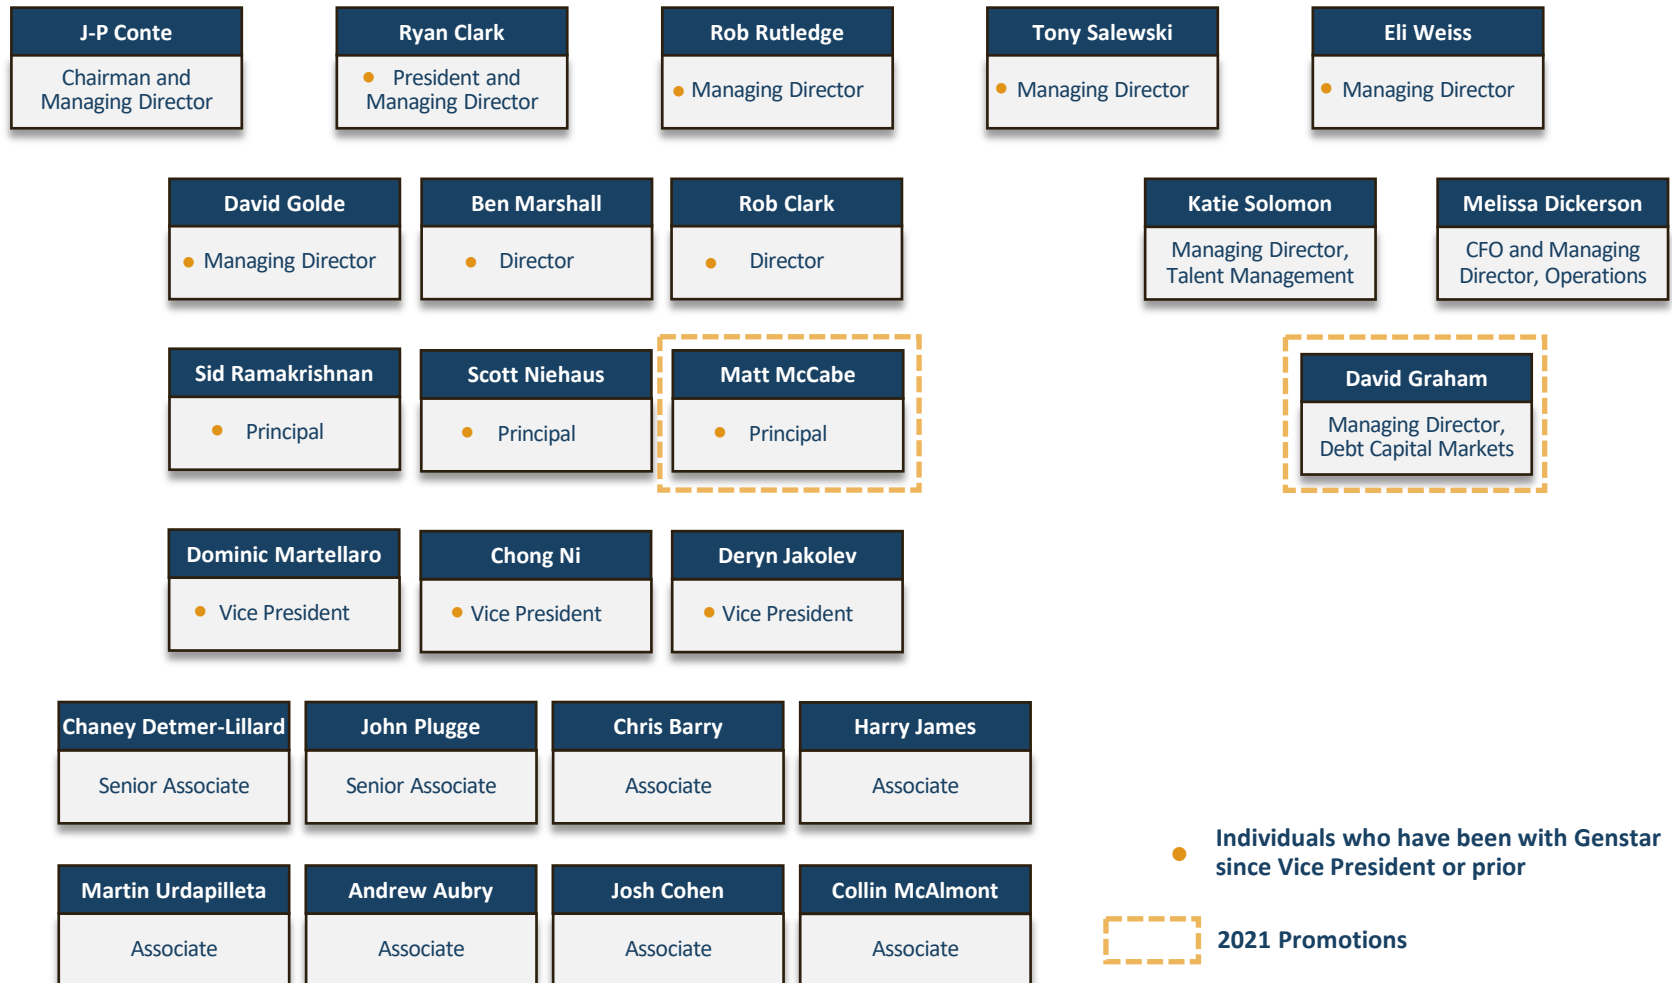 J-P Conte
Chairman and
Managing Director
Ryan Clark
• President and
Managing Director
Rob Rutledge
• Managing Director
Tony Salewski
• Managing Director
Eli Weiss
• Managing Director
David Golde
• Managing Director
Ben Marshall
• Director
Rob Clark
• Director
Katie Solomon
Managing Director,
Talent Management
Melissa Dickerson
CFO and Managing
Director, Operations
Sid Ramakrishnan
• Principal
Scott Niehaus
• Principal
Matt McCabe
• Principal
David Graham
Managing Director,
Debt Capital Markets
Dominic Martellaro
• Vice President
Chong Ni
• Vice President
Deryn Jakolev
• Vice President
Chaney Detmer-Lillard
Senior Associate
John Plugge
Senior Associate
Chris Barry
Associate
Harry James
Associate
Martin Urdapilleta
Associate
Andrew Aubry
Associate
Josh Cohen
Associate
Collin McAlmont
Associate
• Individuals who have been with Genstar
since Vice President or prior
2021 Promotions